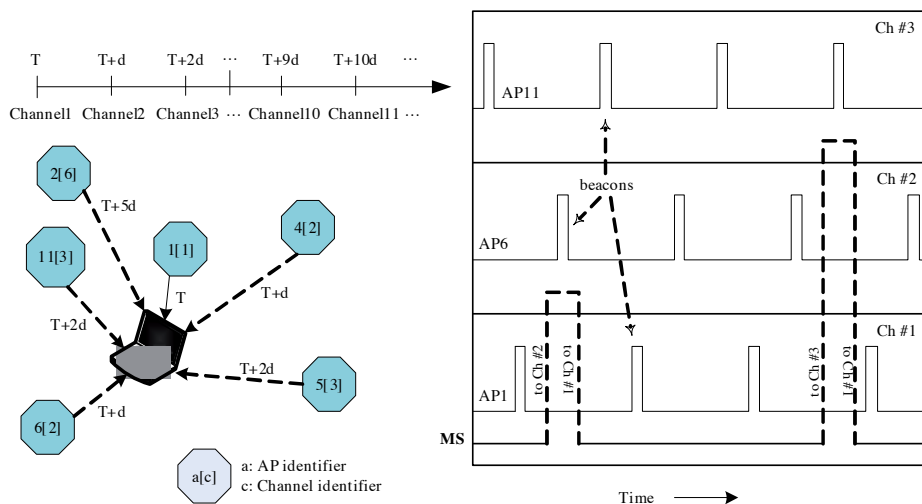 T T+d T+2d ... T+9d T+10d ...
Channel1 Channel2 Channel3 ... Channel10 Channel11 ...
2[6]
T+5d
4[2]
1[1]
11[3]
T
T+d
T+2d
T+2d
5[3]
T+d
6[2]
a[c]
a: AP identifier
c: Channel identifier
Ch #3
AP11
beacons
Ch #2
AP6
Ch #1
to Ch #2
to Ch #1
to Ch #3
to Ch #1
AP1
MS
Time